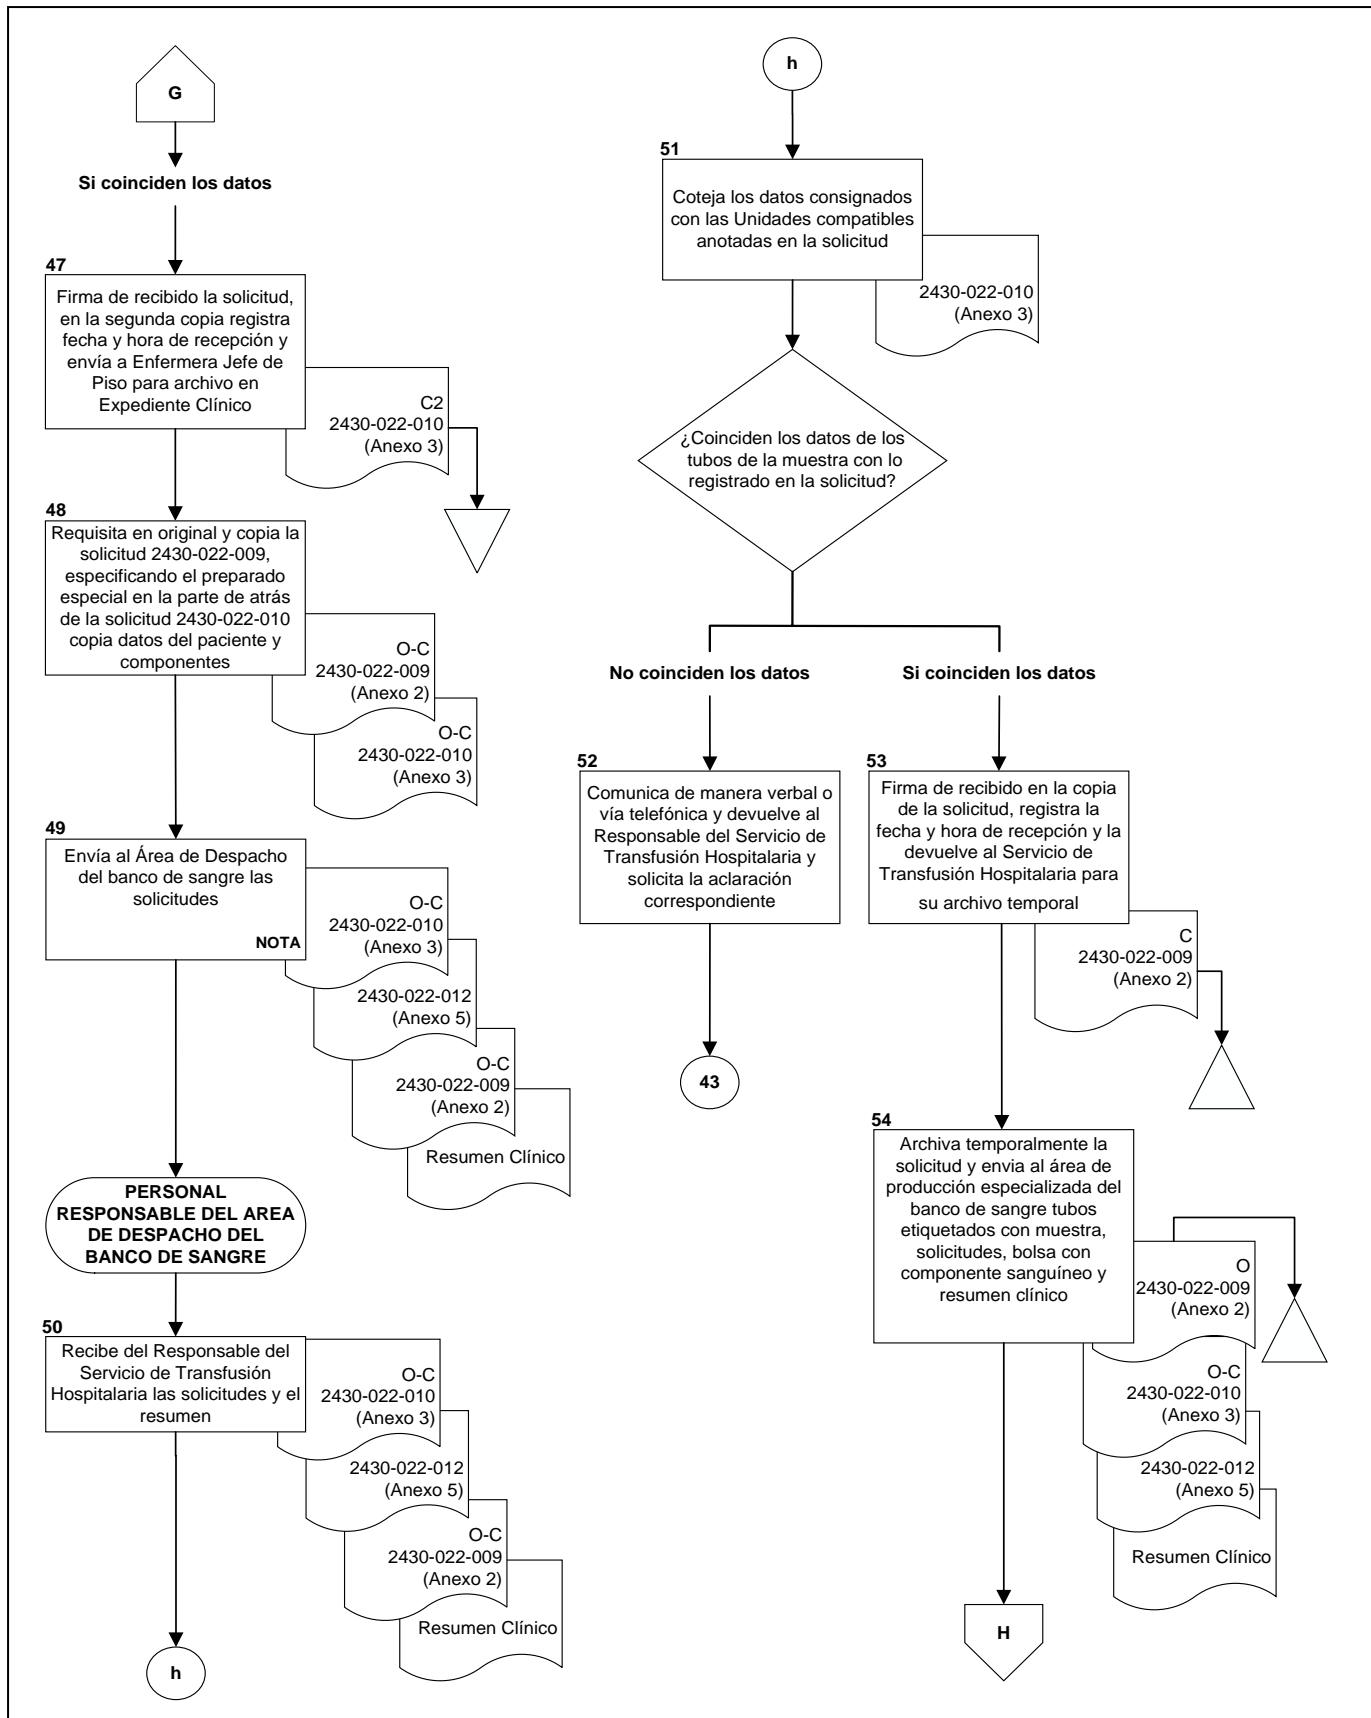 G
Si coinciden los datos
47
Firma de recibido la solicitud,
en la segunda copia registra
fecha y hora de recepción y
envía a Enfermera Jefe de
Piso para archivo en
Expediente Clínico
C2
2430-022-010
(Anexo 3)
48
Requisita en original y copia la
solicitud 2430-022-009,
especificando el preparado
especial en la parte de atrás
de la solicitud 2430-022-010
copia datos del paciente y
componentes
O-C
2430-022-009
(Anexo 2)
O-C
2430-022-010
(Anexo 3)
49
Envía al Área de Despacho
del banco de sangre las
solicitudes
NOTA
O-C
2430-022-010
(Anexo 3)
2430-022-012
(Anexo 5)
O-C
2430-022-009
(Anexo 2)
Resumen Clínico
PERSONAL
RESPONSABLE DEL AREA
DE DESPACHO DEL
BANCO DE SANGRE
50
Recibe del Responsable del
Servicio de Transfusión
Hospitalaria las solicitudes y el
resumen
O-C
2430-022-010
(Anexo 3)
2430-022-012
(Anexo 5)
O-C
2430-022-009
(Anexo 2)
Resumen Clínico
h
h
51
Coteja los datos consignados
con las Unidades compatibles
anotadas en la solicitud
2430-022-010
(Anexo 3)
¿Coinciden los datos de los
tubos de la muestra con lo
registrado en la solicitud?
No coinciden los datos
Si coinciden los datos
52
Comunica de manera verbal o
vía telefónica y devuelve al
Responsable del Servicio de
Transfusión Hospitalaria y
solicita la aclaración
correspondiente
43
53
Firma de recibido en la copia
de la solicitud, registra la
fecha y hora de recepción y la
devuelve al Servicio de
Transfusión Hospitalaria para
su archivo temporal
C
2430-022-009
(Anexo 2)
54
Archiva temporalmente la
solicitud y envia al área de
producción especializada del
banco de sangre tubos
etiquetados con muestra,
solicitudes, bolsa con
componente sanguíneo y
resumen clínico
O
2430-022-009
(Anexo 2)
O-C
2430-022-010
(Anexo 3)
2430-022-012
(Anexo 5)
Resumen Clínico
H